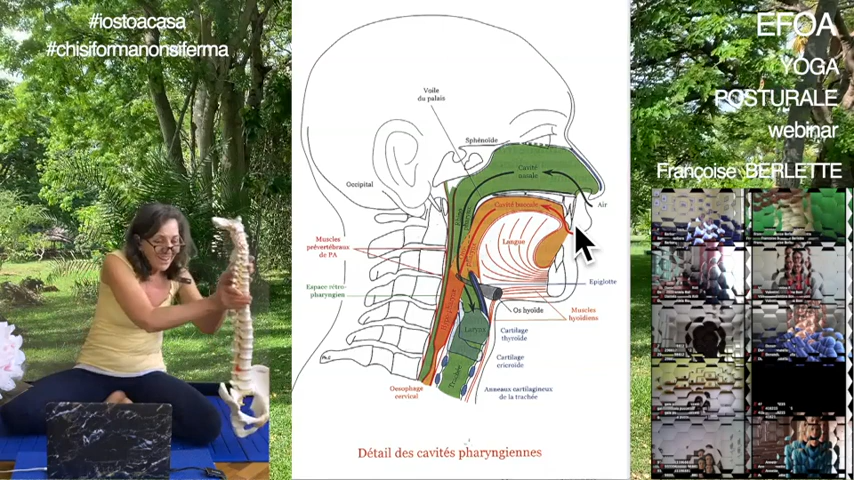 #iostoacasa
#chisiformanonsiferma
Voile
du palais
Sphénoïde
Cavité
nasale
Occipital
Air
Cavité buccale
Muscles
prévertébraux
de PA
Langue
Espace rétro-
pharyngien
Epiglotte
Os hyoïde
Muscles
hyoïdiens
Larynx
Cartilage
thyroïde
Cartilage
cricroïde
Trachée
Oesophage
cervical
Anneaux cartilagineux
de la trachée
Détail des cavités pharyngiennes
EFOA
YOGA
POSTURALE
webinar
Françoise BERLETTE